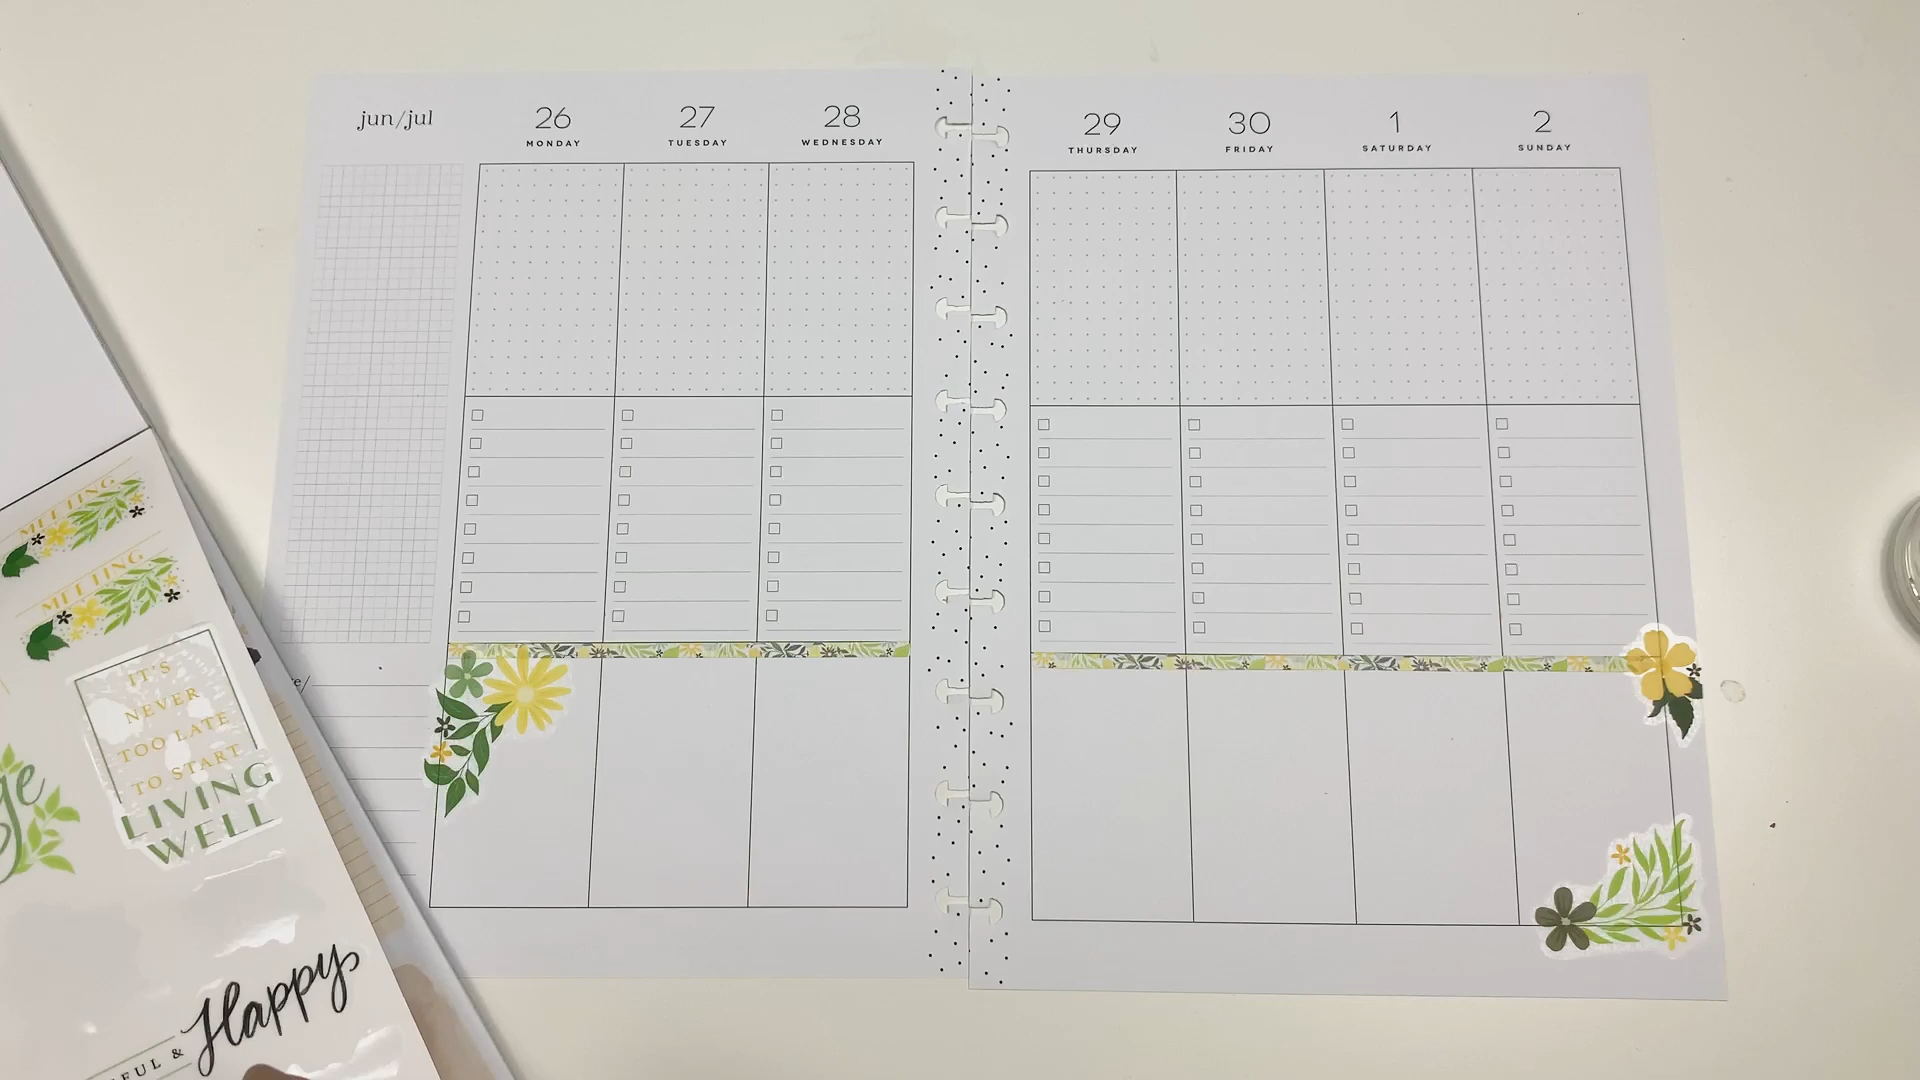 jun/jul
26
MONDAY
27
TUESDAY
28
WEDNESDAY
29
THURSDAY
30
FRIDAY
1
SATURDAY
2
SUNDAY
MEETING
MEETING
IT'S
NEVER
TOO LATE
TO START
LIVING
WELL
& Happy